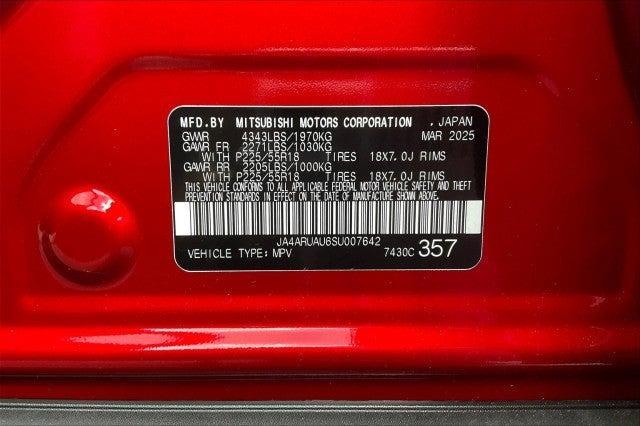 MFD.BY MITSUBISHI MOTORS CORPORATION . JAPAN
GVWR 4343LBS/1970KG MAR 2025
GAWR FR 2271LBS/1030KG
WITH P225/55R18 TIRES 18X7.0J RIMS
GAWR RR 2205LBS/1000KG
WITH P225/55R18 TIRES 18X7.0J RIMS
THIS VEHICLE CONFORMS TO ALL APPLICABLE FEDERAL MOTOR VEHICLE SAFETY AND THEFT
PREVENTION STANDARDS IN EFFECT ON THE DATE OF MANUFACTURE SHOWN ABOVE.
JA4ARUAU6SU007642
VEHICLE TYPE: MPV 7430C 357